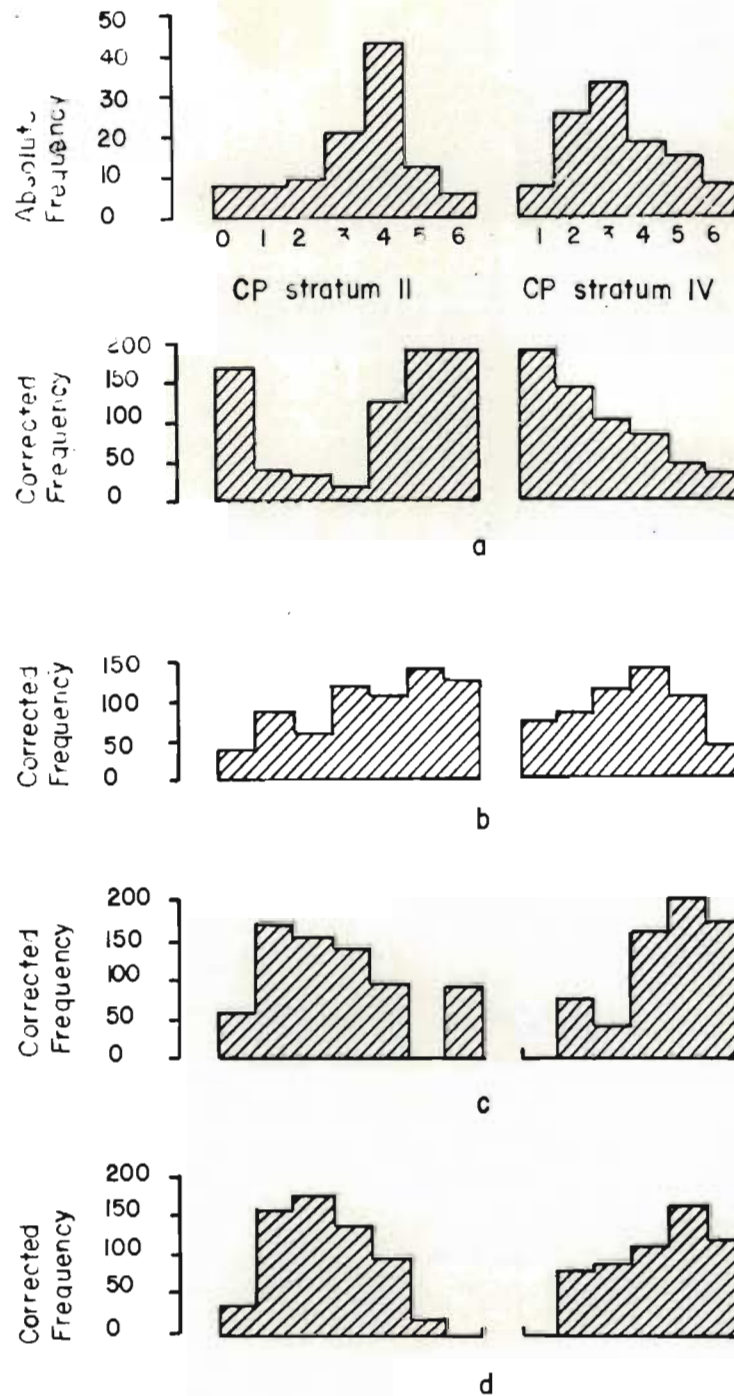 50
40
30
20
10
0
Absolute
Frequency
0 1 2 3 4 5 6
1 2 3 4 5 6
CP stratum II
CP stratum IV
200
150
100
50
0
Corrected
Frequency
a
150
100
50
0
Corrected
Frequency
b
200
150
100
50
0
Corrected
Frequency
c
200
150
100
50
0
Corrected
Frequency
d